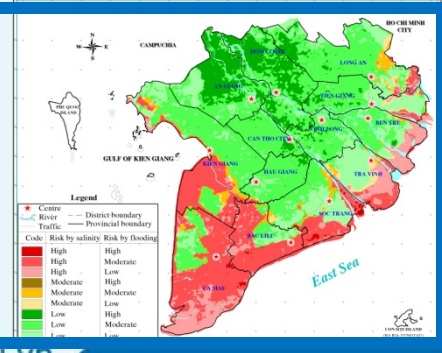 HO CHI MINH
CITY
N
W
E
S
CAMPUCHIA
DONG THAP
LONG AN
AN GIANG
TIEN GIANG
PHU QUOC
ISLAND
BEN TRE
VINH LONG
CAN THO CITY
GULF OF KIEN GIANG
KIEN GIANG
HAU GIANG
TRA VINH
SOC TRANG
BAC LIEU
CA MAU
East Sea
CON SON ISLAND
Legend
Centre
River
Traffic
District boundary
Provincial boundary
Code Risk by salinity Risk by flooding
High High
High Moderate
High Low
Moderate High
Moderate Moderate
Moderate Low
Low High
Low Moderate
Low Low